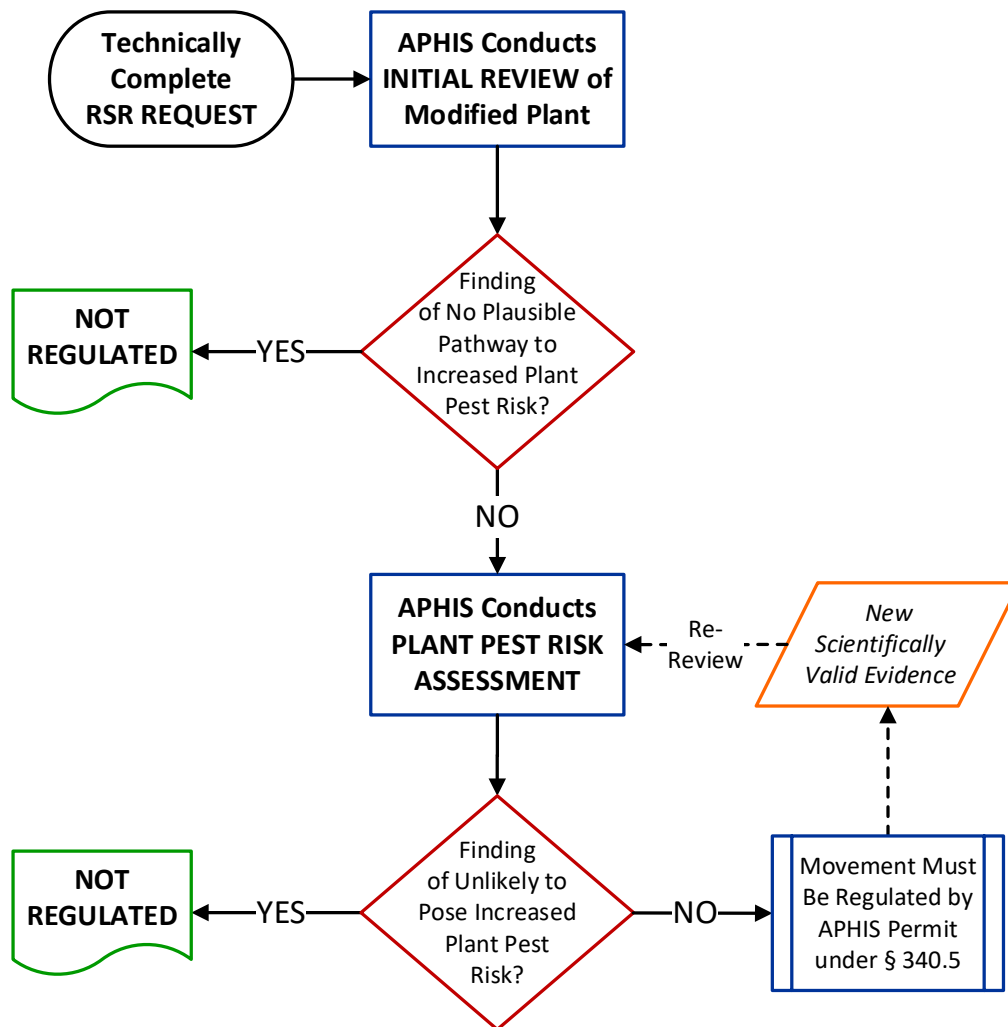 Technically
Complete
RSR REQUEST
APHIS Conducts
INITIAL REVIEW of
Modified Plant
Finding
of No Plausible
Pathway to
Increased Plant
Pest Risk?
YES
NOT
REGULATED
NO
APHIS Conducts
PLANT PEST RISK
ASSESSMENT
Re-
Review
New
Scientifically
Valid Evidence
Finding
of Unlikely to
Pose Increased
Plant Pest
Risk?
YES
NOT
REGULATED
NO
Movement Must
Be Regulated by
APHIS Permit
under § 340.5